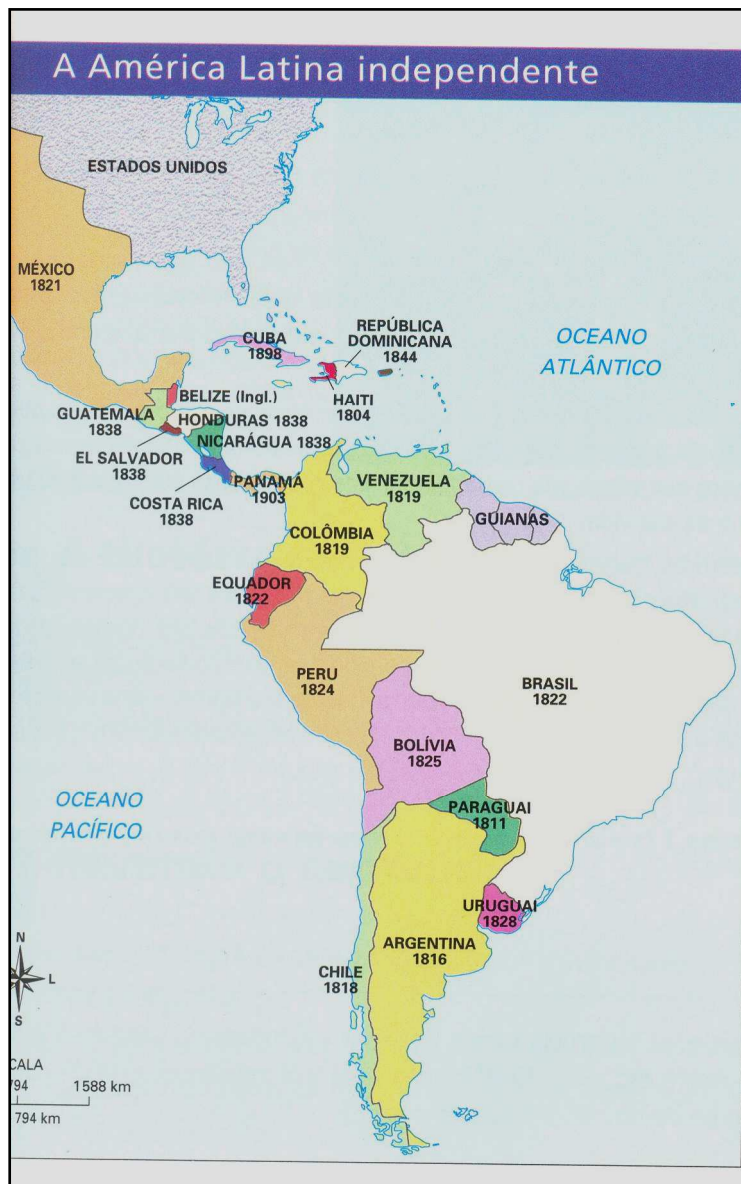 A América Latina independente
ESTADOS UNIDOS
MÉXICO
1821
CUBA
1898
REPÚBLICA
DOMINICANA
1844
OCEANO
ATLÂNTICO
BELIZE (Ingl.)
HAITI
1804
GUATEMALA
1838
HONDURAS 1838
NICARÁGUA 1838
EL SALVADOR
1838
COSTA RICA
1838
PANAMÁ
1903
VENEZUELA
1819
GUIANAS
COLÔMBIA
1819
EQUADOR
1822
PERU
1824
BRASIL
1822
BOLÍVIA
1825
OCEANO
PACÍFICO
PARAGUAI
1811
URUGUAI
1828
ARGENTINA
1816
CHILE
1818
N
L
S
CALA
794
1588 km
794 km